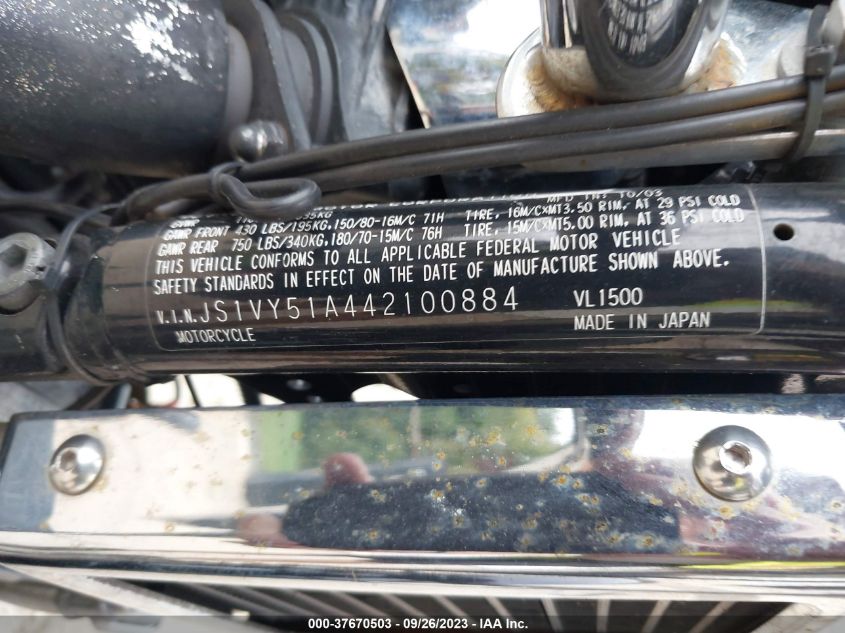 MFD IN: 10/03
GAWR FRONT 430 LBS/195KG,150/80-16M/C 71H TIRE, 16M/C×MT3.50 RIM, AT 29 PSI COLD
GAWR REAR 750 LBS/340KG,180/70-15M/C 76H TIRE, 15M/C×MT5.00 RIM, AT 36 PSI COLD
THIS VEHICLE CONFORMS TO ALL APPLICABLE FEDERAL MOTOR VEHICLE
SAFETY STANDARDS IN EFFECT ON THE DATE OF MANUFACTURE SHOWN ABOVE.
V.I.N.JS1VY51A442100884 VL1500
MOTORCYCLE MADE IN JAPAN
000-37670503 / 09/26/2023 - IAA Inc.